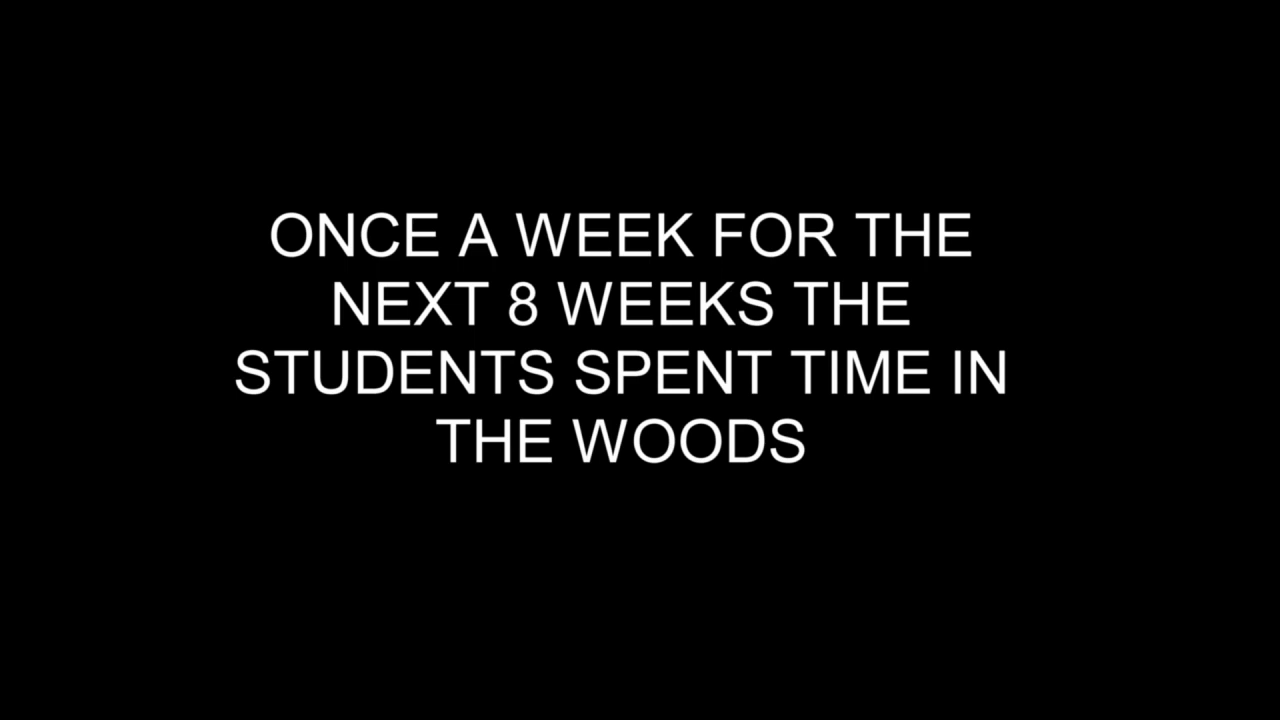 ONCE A WEEK FOR THE
NEXT 8 WEEKS THE
STUDENTS SPENT TIME IN
THE WOODS